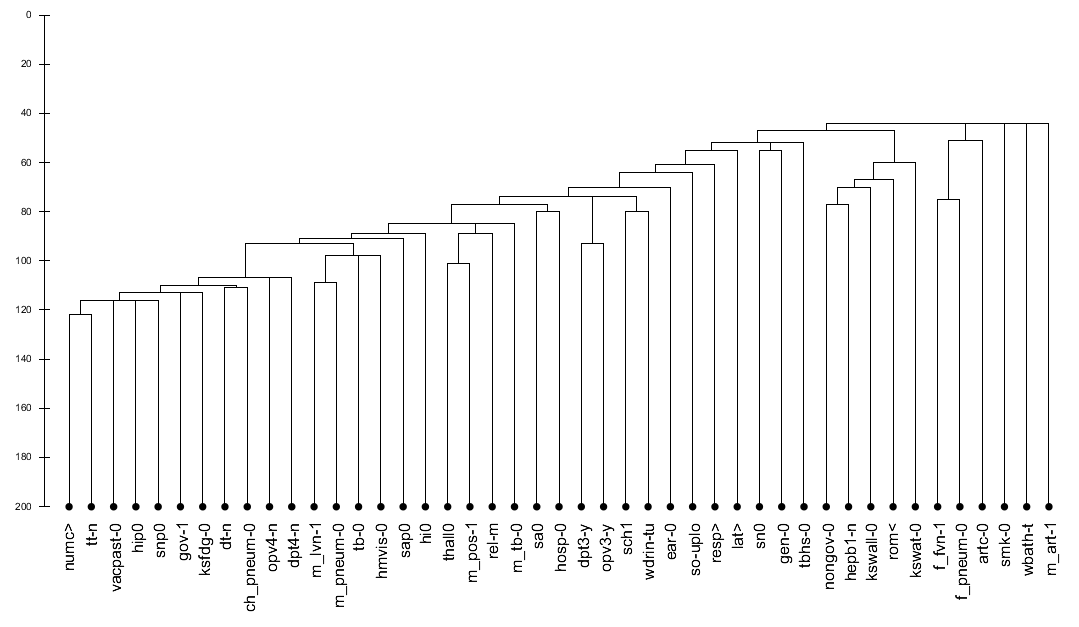 0
20
40
60
80
100
120
140
160
180
200
numc>
tt-n
vacpast-0
hip0
snp0
gov-1
ksfdg-0
dt-n
ch_pneum-0
opv4-n
dpt4-n
m_lvn-1
m_pneum-0
tb-0
hmvis-0
sap0
hi0
thall0
m_pos-1
rel-m
m_tb-0
sa0
hosp-0
dpt3-y
opv3-y
sch1
wdrin-tu
ear-0
so-uplo
resp>
lat>
sn0
gen-0
tbhs-0
nongov-0
hepb1-n
kswall-0
rom<
kswat-0
f_fvn-1
f_pneum-0
artc-0
smk-0
wbath-t
m_art-1